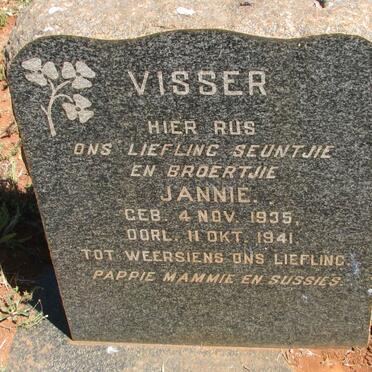 VISSER
HIER RUS
ONS LIEFLING SEUNTJIE
EN BROERTJIE
JANNIE.
GEB. 4 NOV. 1935.
OORL. 11 OKT. 1941
TOT WEERSIENS ONS LIEFLING.
PAPPIE MAMMIE EN SUSSIES.